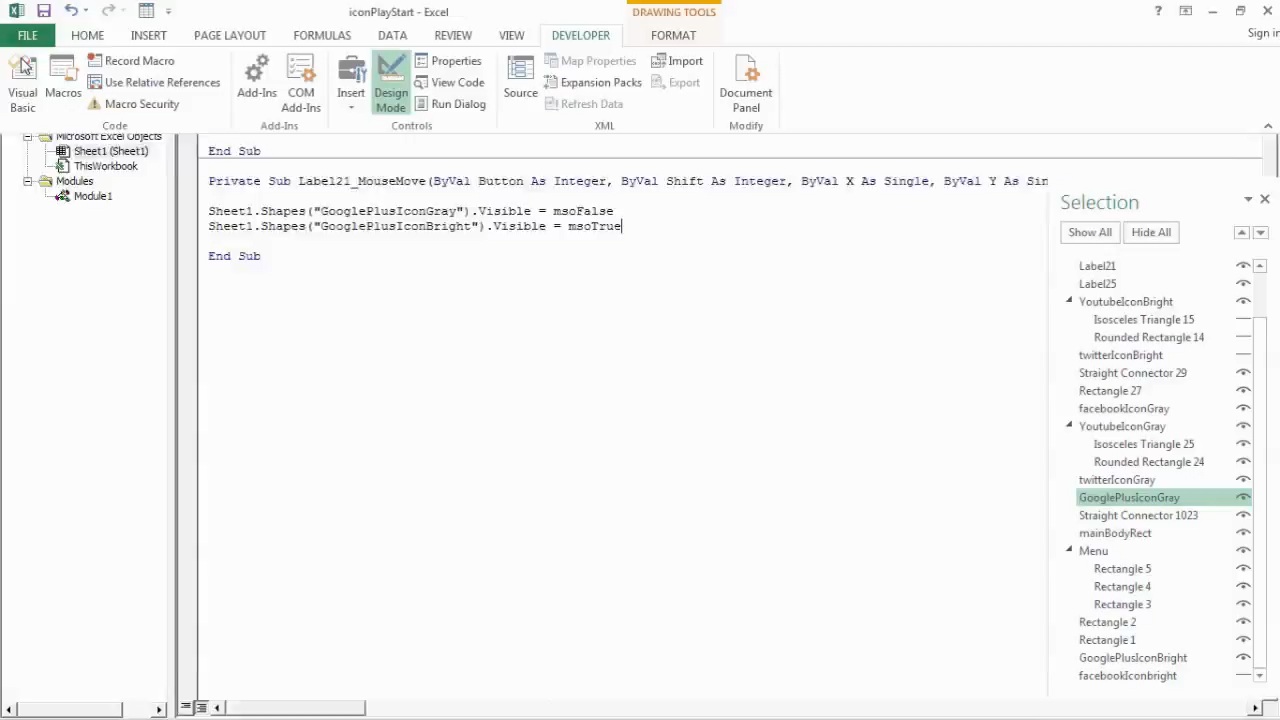 iconPlayStart - Excel
DRAWING TOOLS
Sign in
FILE HOME INSERT PAGE LAYOUT FORMULAS DATA REVIEW VIEW DEVELOPER FORMAT
Visual Basic
Macros
Record Macro
Use Relative References
Macro Security
Code
Add-Ins
COM Add-Ins
Add-Ins
Insert
Design Mode
Properties
View Code
Run Dialog
Controls
Source
Map Properties
Expansion Packs
Refresh Data
Import
Export
XML
Document Panel
Modify
Microsoft Excel Objects
Sheet1 (Sheet1)
ThisWorkbook
Modules
Module1
End Sub
Private Sub Label21_MouseMove(ByVal Button As Integer, ByVal Shift As Integer, ByVal X As Single, ByVal Y As Sin
Sheet1.Shapes("GooglePlusIconGray").Visible = msoFalse
Sheet1.Shapes("GooglePlusIconBright").Visible = msoTrue
End Sub
Selection
Show All Hide All
Label21
Label25
YoutubeIconBright
Isosceles Triangle 15
Rounded Rectangle 14
twitterIconBright
Straight Connector 29
Rectangle 27
facebookIconGray
YoutubeIconGray
Isosceles Triangle 25
Rounded Rectangle 24
twitterIconGray
GooglePlusIconGray
Straight Connector 1023
mainBodyRect
Menu
Rectangle 5
Rectangle 4
Rectangle 3
Rectangle 2
Rectangle 1
GooglePlusIconBright
facebookIconbright